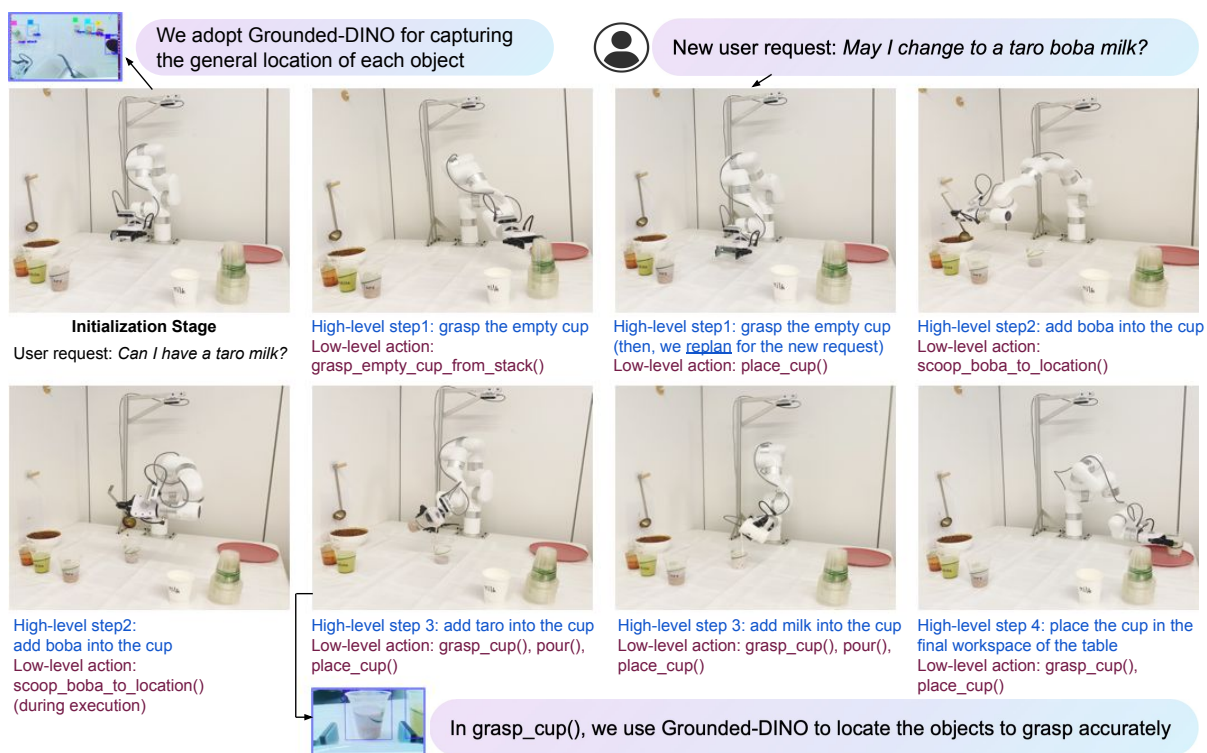 We adopt Grounded-DINO for capturing
the general location of each object
New user request: May I change to a taro boba milk?
Initialization Stage
User request: Can I have a taro milk?
High-level step1: grasp the empty cup
Low-level action:
grasp_empty_cup_from_stack()
High-level step1: grasp the empty cup
(then, we replan for the new request)
Low-level action: place_cup()
High-level step2: add boba into the cup
Low-level action:
scoop_boba_to_location()
High-level step2:
add boba into the cup
Low-level action:
scoop_boba_to_location()
(during execution)
High-level step 3: add taro into the cup
Low-level action: grasp_cup(), pour(),
place_cup()
High-level step 3: add milk into the cup
Low-level action: grasp_cup(), pour(),
place_cup()
High-level step 4: place the cup in the
final workspace of the table
Low-level action: grasp_cup(),
place_cup()
In grasp_cup(), we use Grounded-DINO to locate the objects to grasp accurately